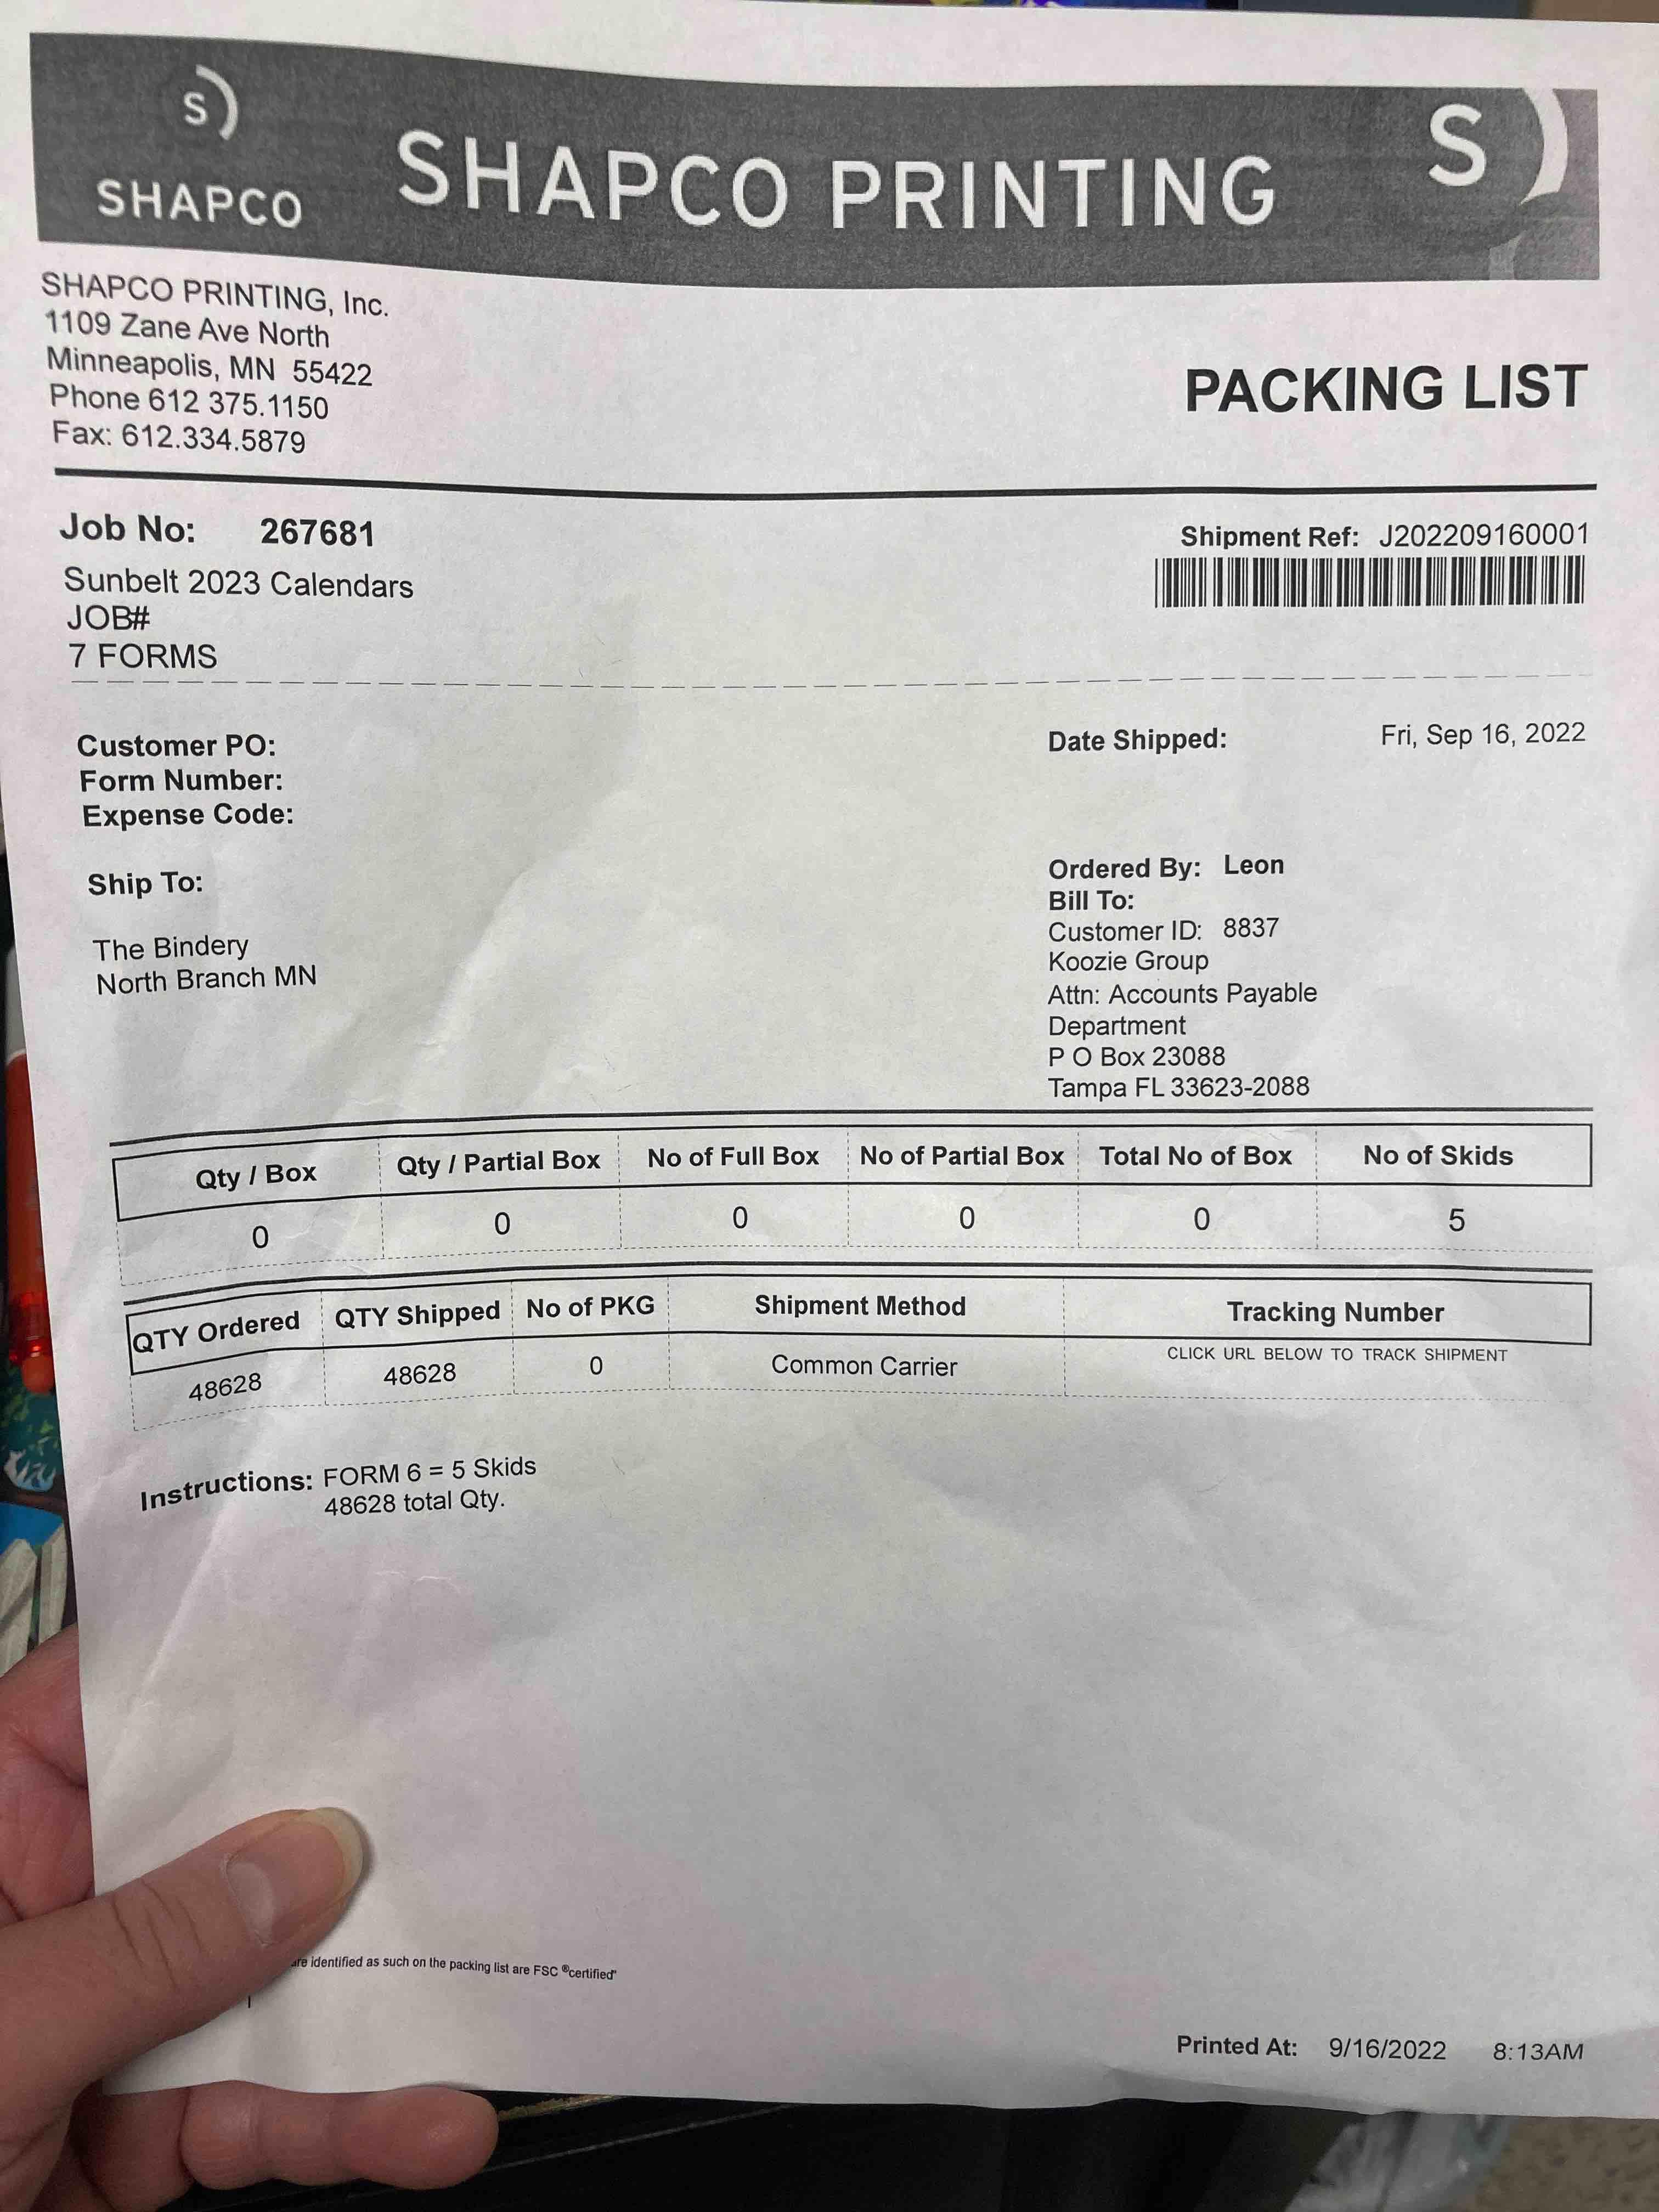 S
SHAPCO
SHAPCO PRINTING
S
SHAPCO PRINTING, Inc.
1109 Zane Ave North
Minneapolis, MN 55422
Phone 612 375.1150
Fax: 612.334.5879
PACKING LIST
Job No: 267681
Sunbelt 2023 Calendars
JOB#
7 FORMS
Shipment Ref: J202209160001
Customer PO:
Form Number:
Expense Code:
Date Shipped: Fri, Sep 16, 2022
Ship To:
The Bindery
North Branch MN
Ordered By: Leon
Bill To:
Customer ID: 8837
Koozie Group
Attn: Accounts Payable
Department
P O Box 23088
Tampa FL 33623-2088
Qty / Box Qty / Partial Box No of Full Box No of Partial Box Total No of Box No of Skids
0 0 0 0 0 5
QTY Ordered QTY Shipped No of PKG Shipment Method Tracking Number
48628 48628 0 Common Carrier CLICK URL BELOW TO TRACK SHIPMENT
Instructions: FORM 6 = 5 Skids
48628 total Qty.
identified as such on the packing list are FSC ®certified"
Printed At: 9/16/2022 8:13AM